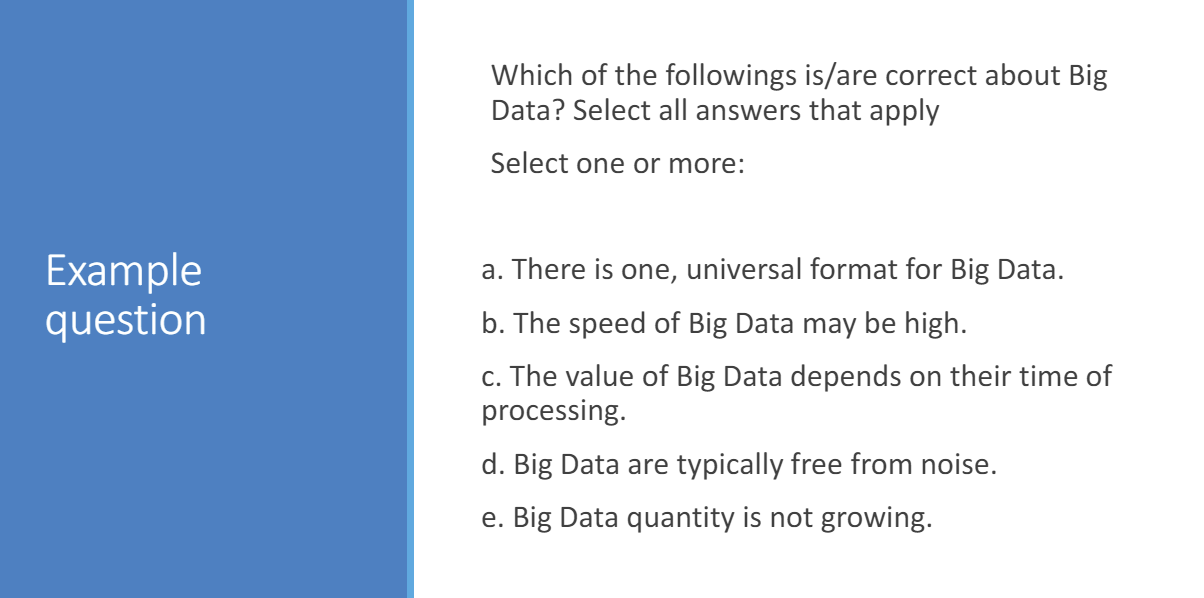 Example
question
Which of the followings is/are correct about Big
Data? Select all answers that apply
Select one or more:
a. There is one, universal format for Big Data.
b. The speed of Big Data may be high.
c. The value of Big Data depends on their time of
processing.
d. Big Data are typically free from noise.
e. Big Data quantity is not growing.